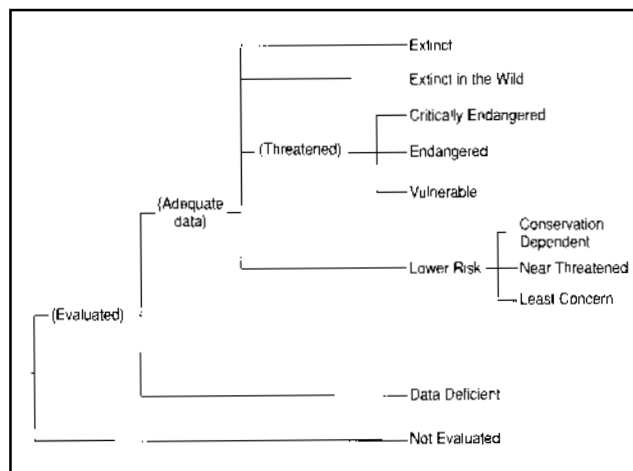 Extinct
Extinct in the Wild
Critically Endangered
(Threatened)
Endangered
Vulnerable
(Adequate
data)
Conservation
Dependent
Lower Risk
Near Threatened
Least Concern
(Evaluated)
Data Deficient
Not Evaluated